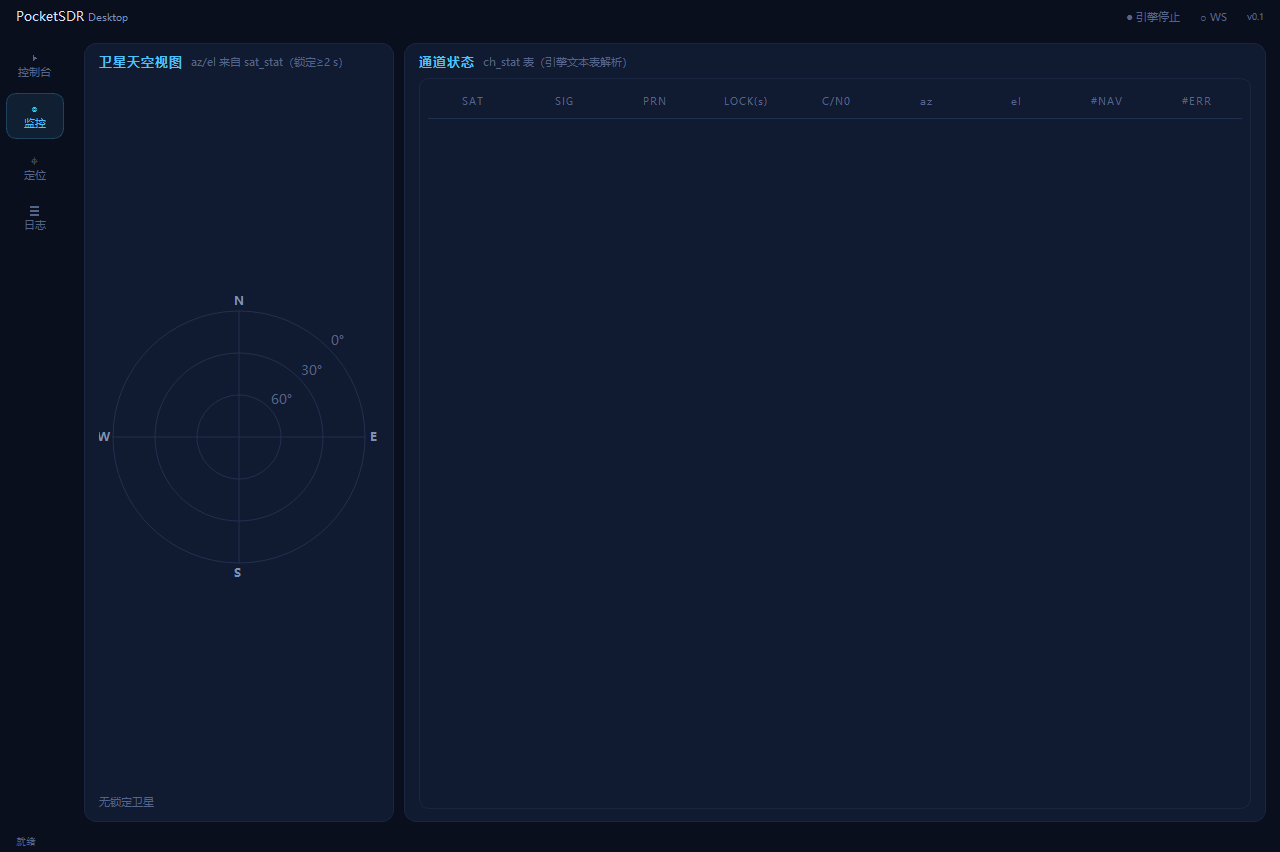 PocketSDR Desktop
● 引擎停止 ○ WS v0.1
控制台
监控
定位
日志
卫星天空视图 az/el 来自 sat_stat（锁定≥2 s）
N
0°
30°
60°
W
E
S
无锁定卫星
通道状态 ch_stat 表（引擎文本表解析）
SAT SIG PRN LOCK(s) C/N0 az el #NAV #ERR
就绪